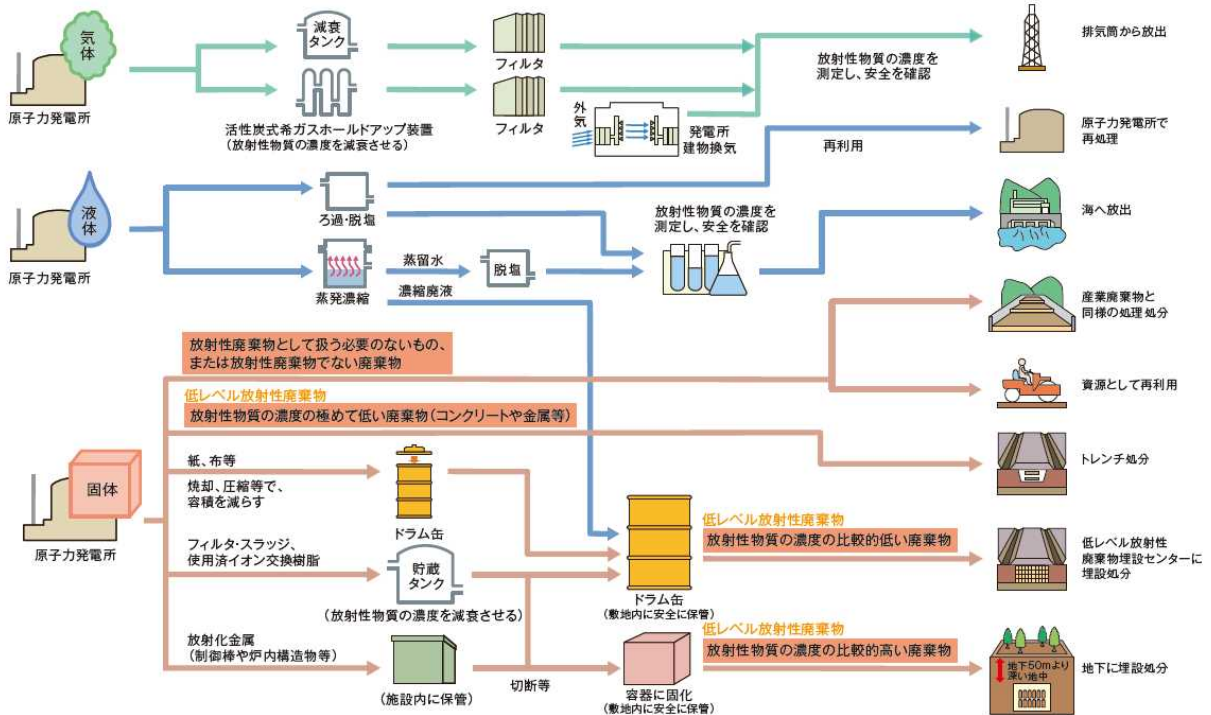 気体
原子力発電所
減衰
タンク
フィルタ
活性炭式希ガスホールドアップ装置
(放射性物質の濃度を減衰させる)
フィルタ
外気
発電所
建物換気
放射性物質の濃度を
測定し、安全を確認
排気筒から放出
液体
原子力発電所
ろ過・脱塩
再利用
原子力発電所で
再処理
蒸発濃縮
蒸留水
濃縮廃液
脱塩
放射性物質の濃度を
測定し、安全を確認
海へ放出
固体
原子力発電所
放射性廃棄物として扱う必要のないもの、
または放射性廃棄物でない廃棄物
産業廃棄物と
同様の処理処分
資源として再利用
低レベル放射性廃棄物
放射性物質の濃度の極めて低い廃棄物(コンクリートや金属等)
トレンチ処分
紙、布等
焼却、圧縮等で、
容積を減らす
ドラム缶
フィルタ・スラッジ、
使用済イオン交換樹脂
貯蔵
タンク
(放射性物質の濃度を減衰させる)
ドラム缶
(敷地内に安全に保管)
低レベル放射性廃棄物
放射性物質の濃度の比較的低い廃棄物
低レベル放射性
廃棄物埋設センターに
埋設処分
放射化金属
(制御棒や炉内構造物等)
(施設内に保管)
切断等
容器に固化
(敷地内に安全に保管)
低レベル放射性廃棄物
放射性物質の濃度の比較的高い廃棄物
地下50mより
深い地中
地下に埋設処分